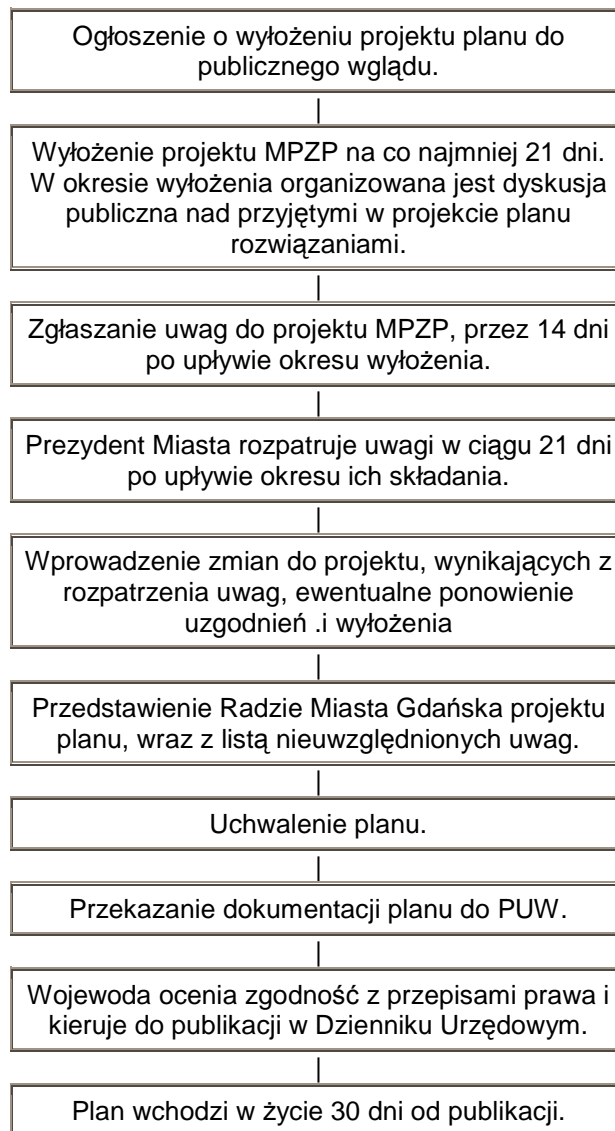 Ogłoszenie o wyłożeniu projektu planu do
publicznego wglądu.
Wyłożenie projektu MPZP na co najmniej 21 dni.
W okresie wyłożenia organizowana jest dyskusja
publiczna nad przyjętymi w projekcie planu
rozwiązaniami.
Zgłaszanie uwag do projektu MPZP, przez 14 dni
po upływie okresu wyłożenia.
Prezydent Miasta rozpatruje uwagi w ciągu 21 dni
po upływie okresu ich składania.
Wprowadzenie zmian do projektu, wynikających z
rozpatrzenia uwag, ewentualne ponowienie
uzgodnień .i wyłożenia
Przedstawienie Radzie Miasta Gdańska projektu
planu, wraz z listą nieuwzględnionych uwag.
Uchwalenie planu.
Przekazanie dokumentacji planu do PUW.
Wojewoda ocenia zgodność z przepisami prawa i
kieruje do publikacji w Dzienniku Urzędowym.
Plan wchodzi w życie 30 dni od publikacji.